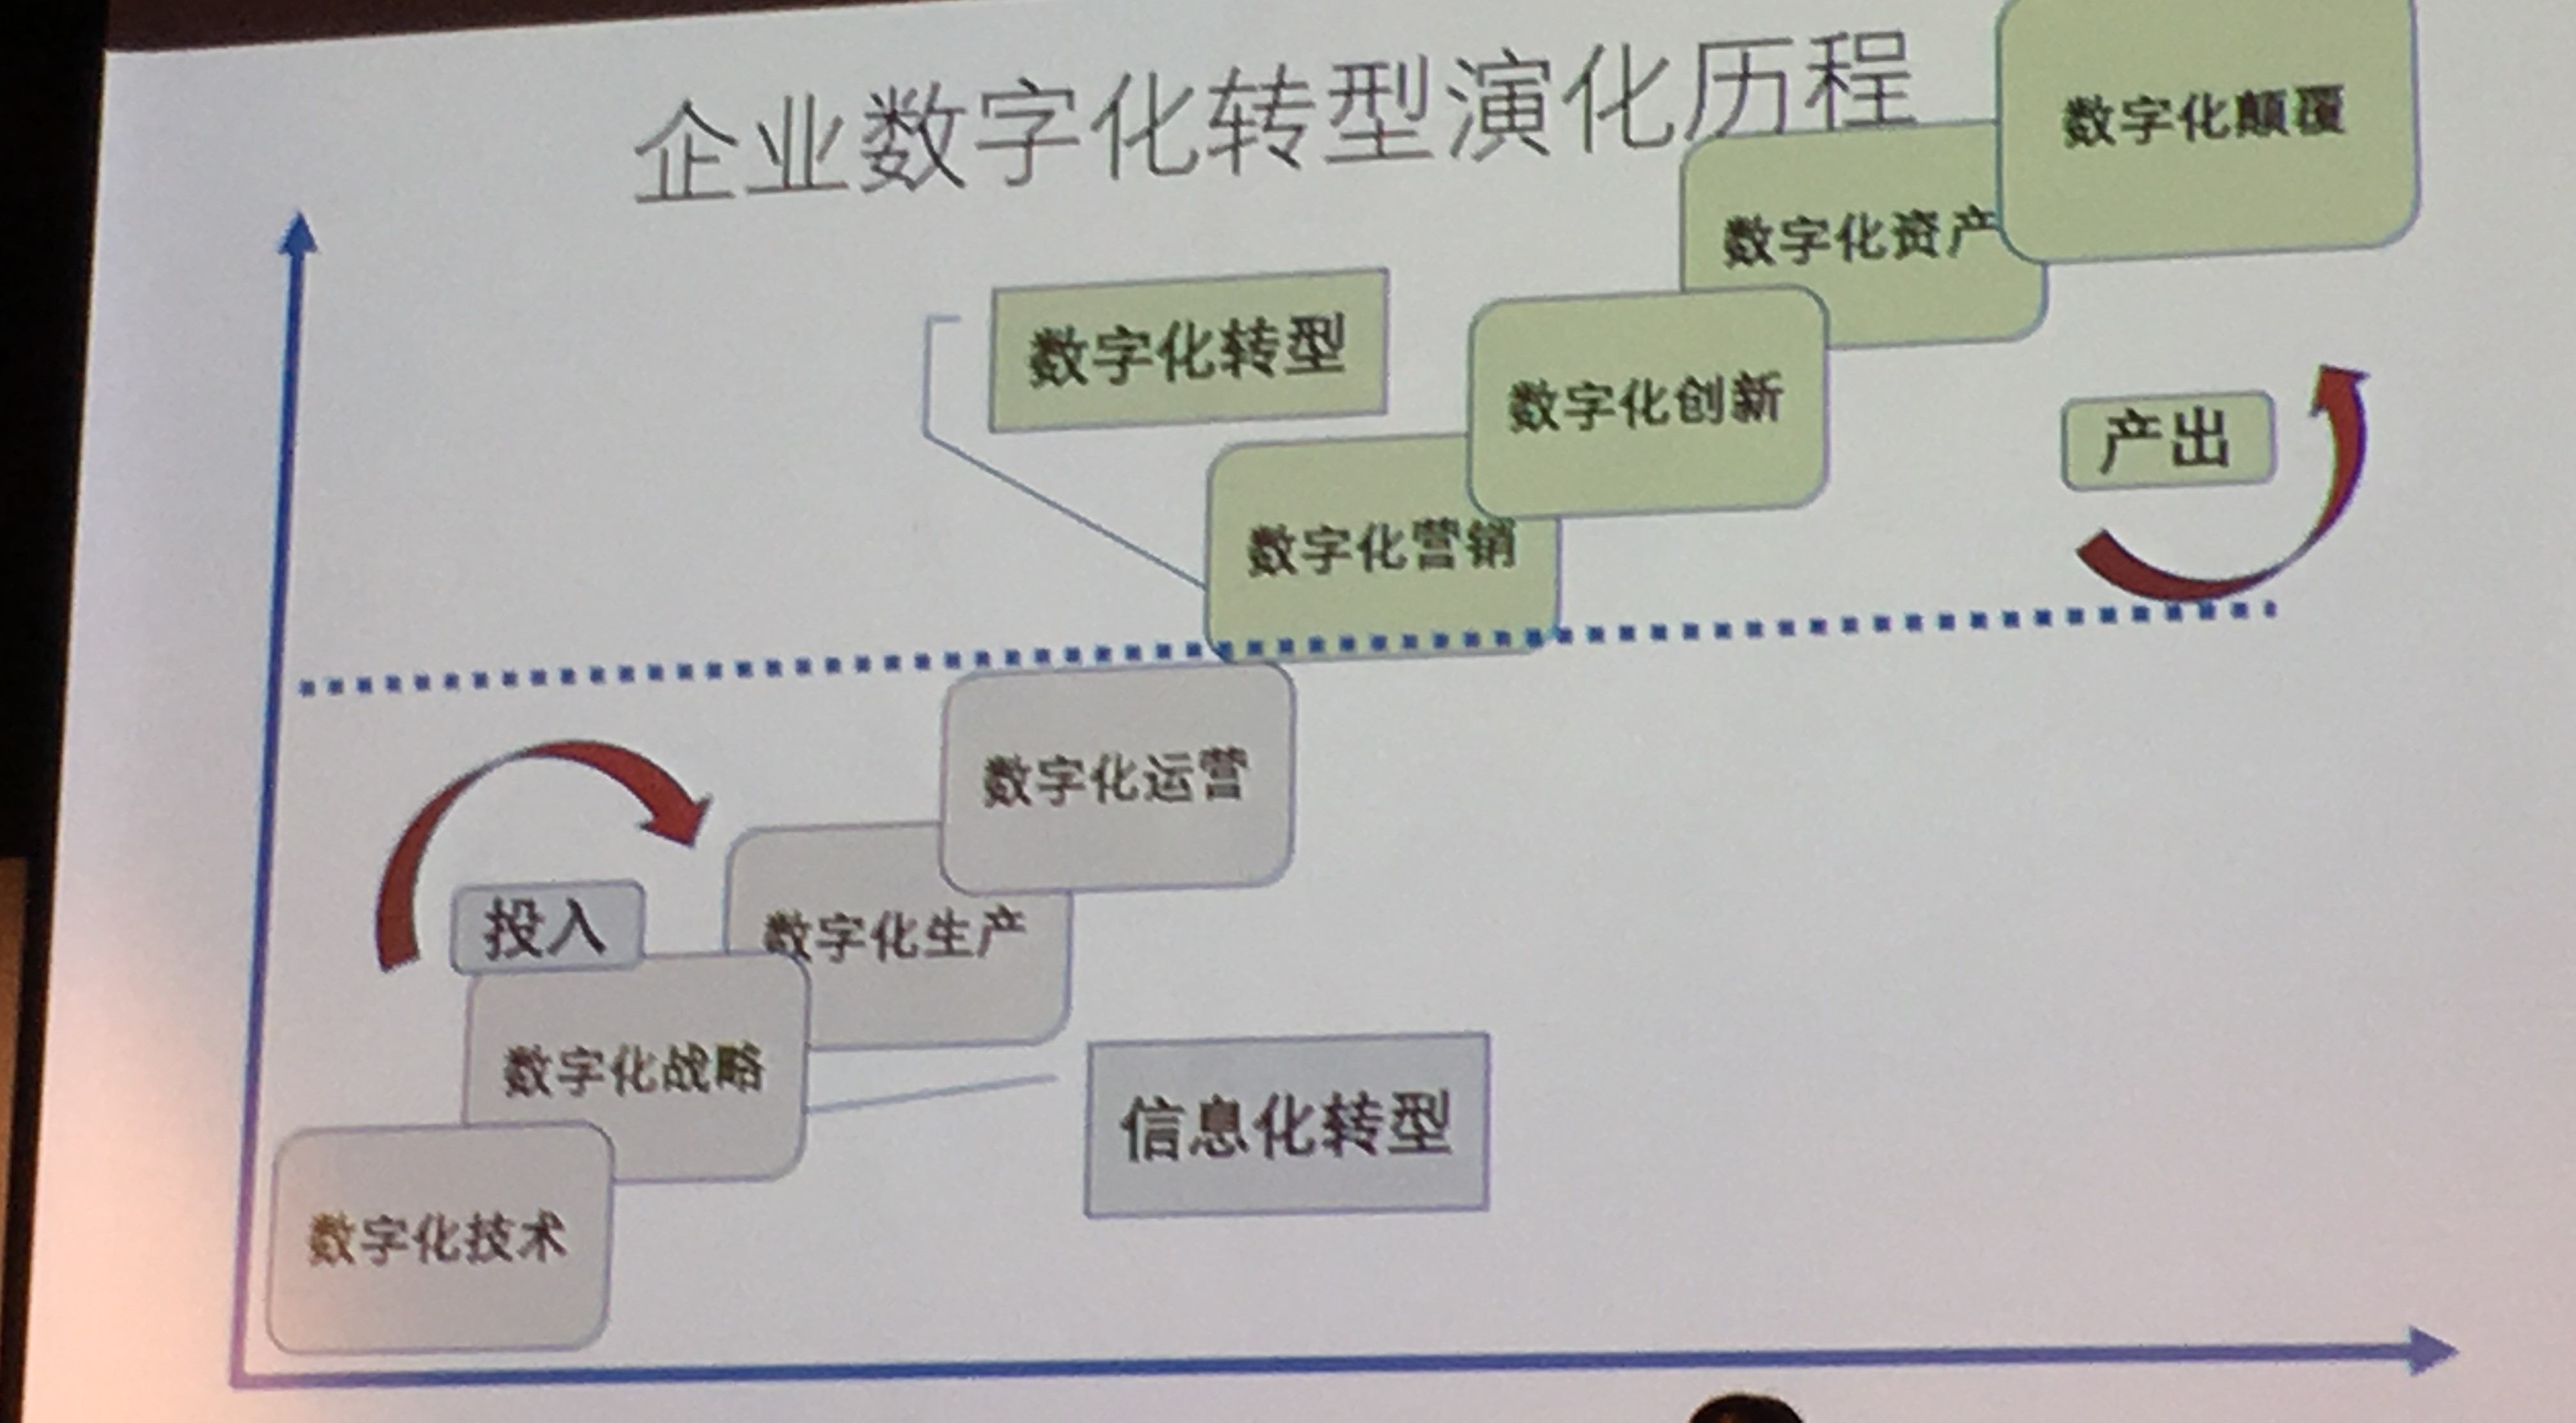 企业数字化转型演化历程
数字化颠覆
数字化资产
数字化转型
数字化创新
产出
数字化营销
数字化运营
投入
数字化生产
数字化战略
信息化转型
数字化技术